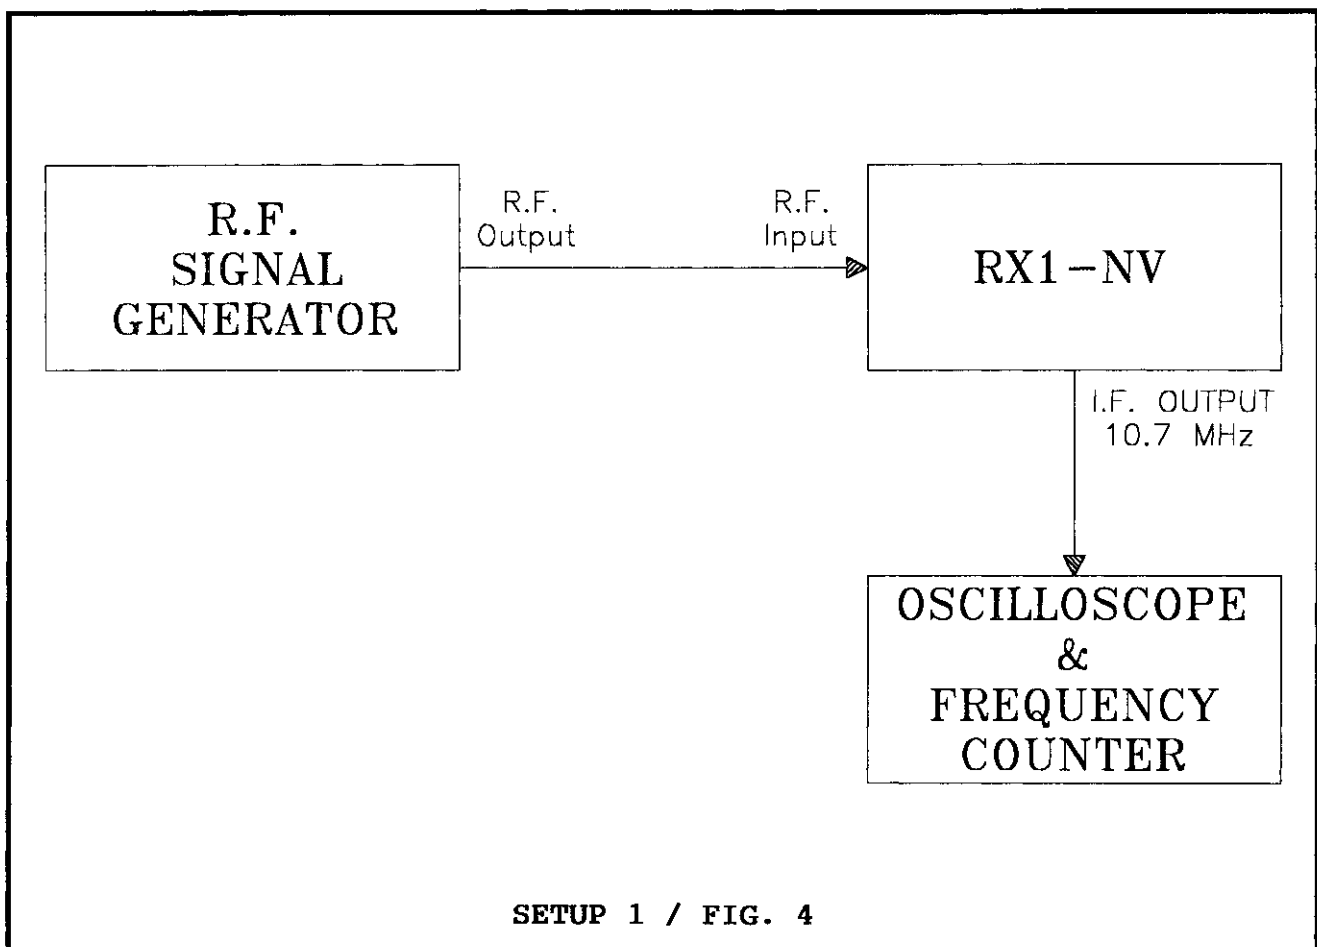 R.F.
SIGNAL
GENERATOR
R.F.
Output
R.F.
Input
RX1-NV
I.F. OUTPUT
10.7 MHz
OSCILLOSCOPE
&
FREQUENCY
COUNTER
SETUP 1 / FIG. 4